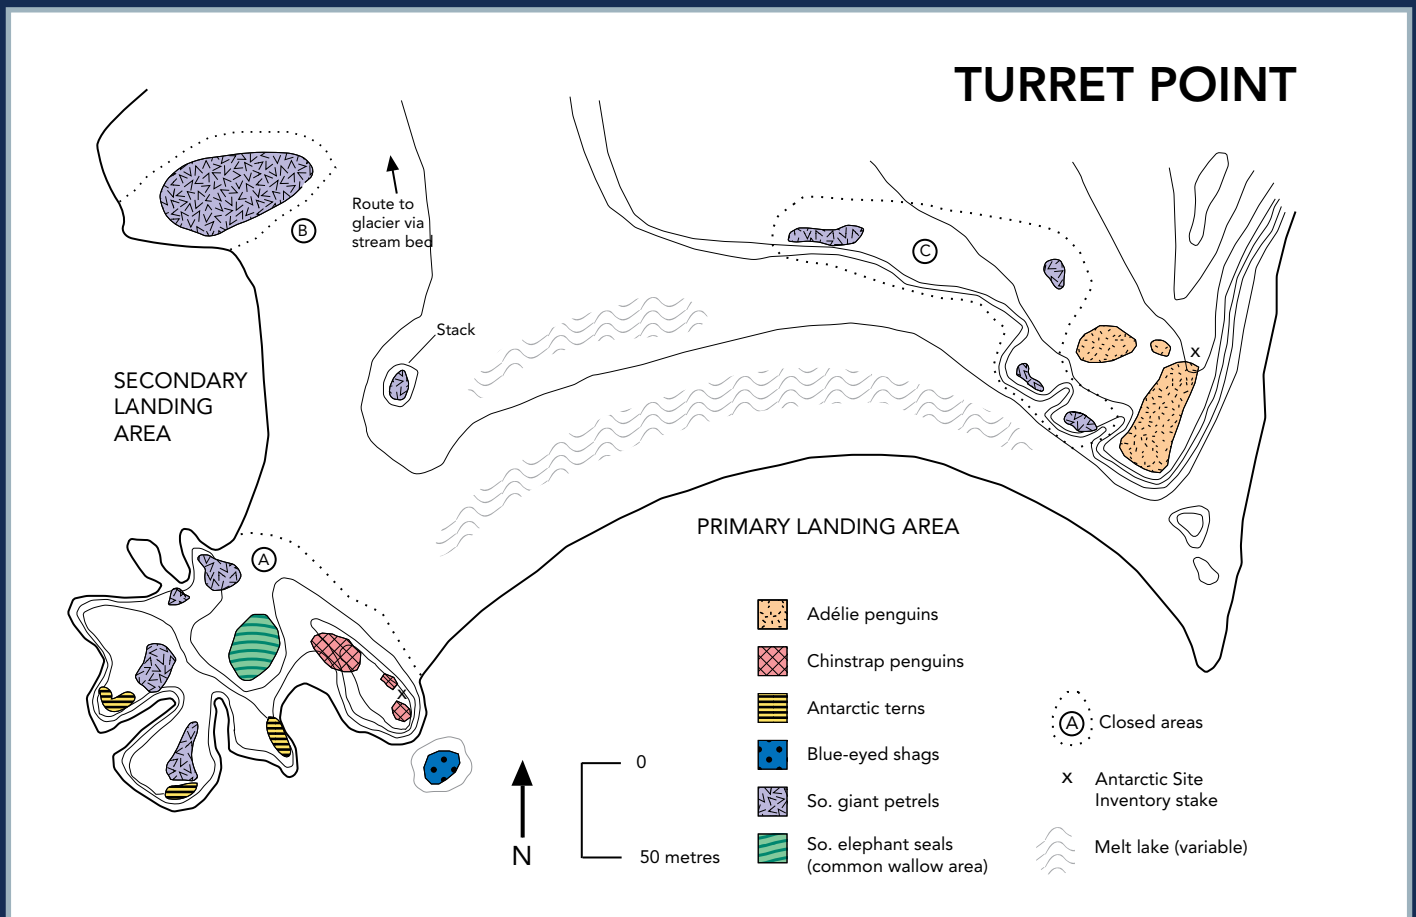 TURRET POINT
B
Route to
glacier via
stream bed
C
Stack
x
SECONDARY
LANDING
AREA
PRIMARY LANDING AREA
A
x
0
50 metres
N
Adélie penguins
Chinstrap penguins
Antarctic terns
Blue-eyed shags
So. giant petrels
So. elephant seals
(common wallow area)
A Closed areas
x Antarctic Site
Inventory stake
Melt lake (variable)